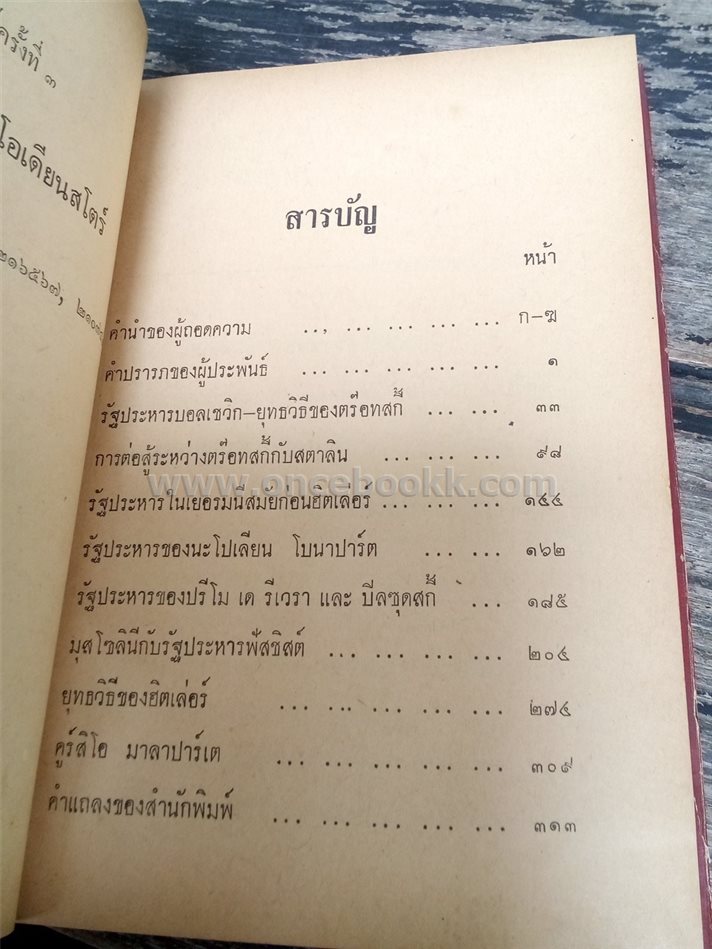 ครั้งที่ ๓
โอเดียนสโตร์
๒๑๖๕๖๗,
สารบัญ
หน้า
คำนำของผู้ถอดความ .., ... ... ... ... ก-ฆ
คำปรารภของผู้ประพันธ์ ... ... ... ... ... ๑
รัฐประหารบอลเชวิก-ยุทธวิธีของตร๊อทสกี้ ... ... ๓๓
การต่อสู้ระหว่างตร๊อทสกี้กับสตาลิน ... ... ... ๙๘
www.oncebookk.com
รัฐประหารในเยอรมนีสมัยก่อนฮิตเล่อร์ ... ... ... ๑๔๔
รัฐประหารของนะโปเลียน โบนาปาร์ต ... ... ๑๖๒
รัฐประหารของปรีโม เด รีเวรา และ บีลซุดสกี้ ... ๑๘๕
มุสโซลินีกับรัฐประหารฟัสซิสต์ ... ... ... ... ๒๐๔
ยุทธวิธีของฮิตเล่อร์ ... ... ... ... ... ๒๗๔
คูร์สิโอ มาลาปาร์เต ... ... ... ... ... ๓๐๙
คำแถลงของสำนักพิมพ์ ... ... ... ... ... ๓๑๓